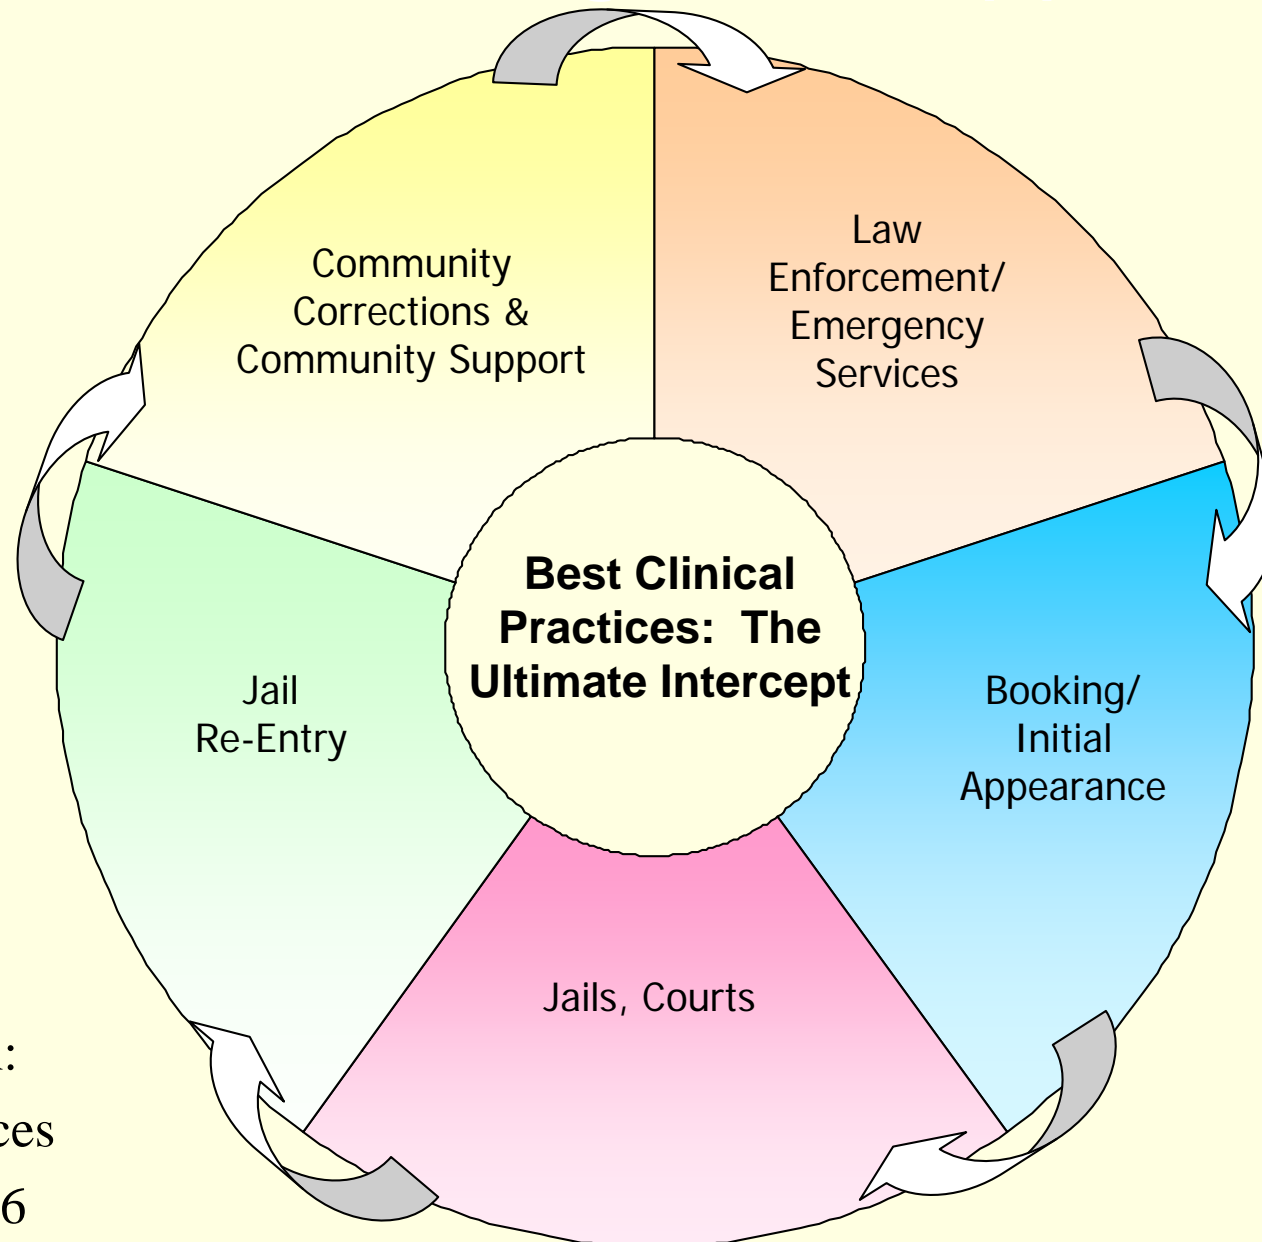 Community
Corrections &
Community Support
Law
Enforcement/
Emergency
Services
Best Clinical
Practices: The
Ultimate Intercept
Jail
Re-Entry
Booking/
Initial
Appearance
Jails, Courts
6